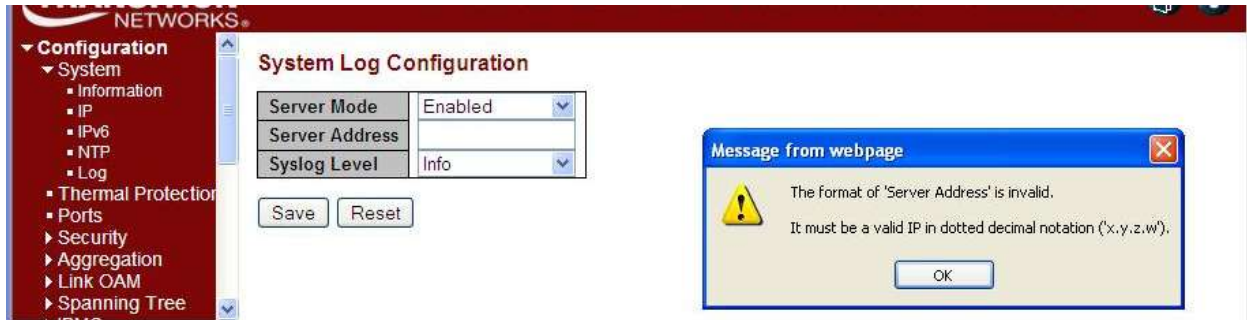 NETWORKS®
Configuration
System
Information
IP
IPv6
NTP
Log
Thermal Protection
Ports
Security
Aggregation
Link OAM
Spanning Tree
System Log Configuration
Server Mode Enabled
Server Address
Syslog Level Info
Save Reset
Message from webpage
The format of 'Server Address' is invalid.
It must be a valid IP in dotted decimal notation ('x.y.z.w').
OK